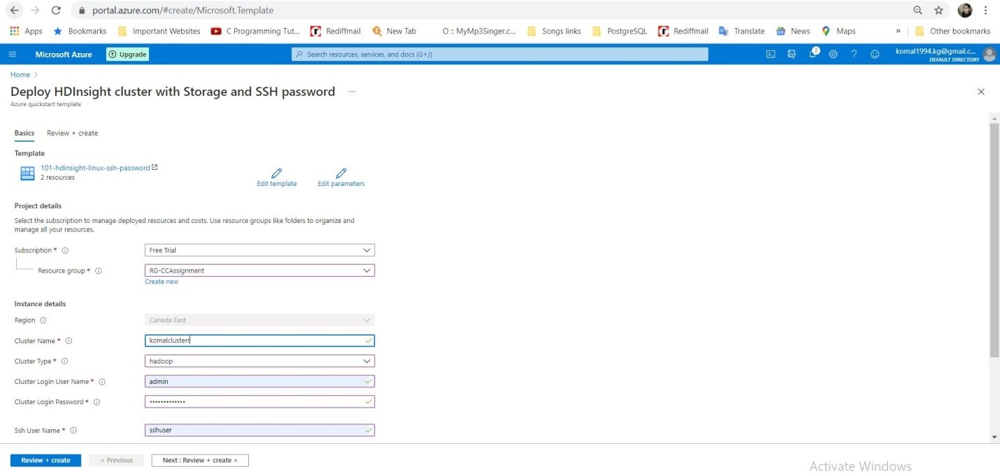 portal.azure.com/#create/Microsoft.Template
Apps Bookmarks Important Websites C Programming Tut... Rediffmail New Tab O :: MyMp3Singer.c... Songs links PostgreSQL Rediffmail Translate News Maps » Other bookmarks
Microsoft Azure Upgrade Search resources, services, and docs (G+/) 2 komal1994.kg@gmail.c...
DEFAULT DIRECTORY
Home >
Deploy HDInsight cluster with Storage and SSH password ...
Azure quickstart template
Basics Review + create
Template
101-hdinsight-linux-ssh-password
2 resources
Edit template Edit parameters
Project details
Select the subscription to manage deployed resources and costs. Use resource groups like folders to organize and
manage all your resources.
Subscription * Free Trial
Resource group * RG-CCAssignment
Create new
Instance details
Region Canada East
Cluster Name * komalclusterr
Cluster Type * hadoop
Cluster Login User Name * admin
Cluster Login Password * •••••••••••••
Ssh User Name * sshuser
Review + create < Previous Next : Review + create >
Activate Windows